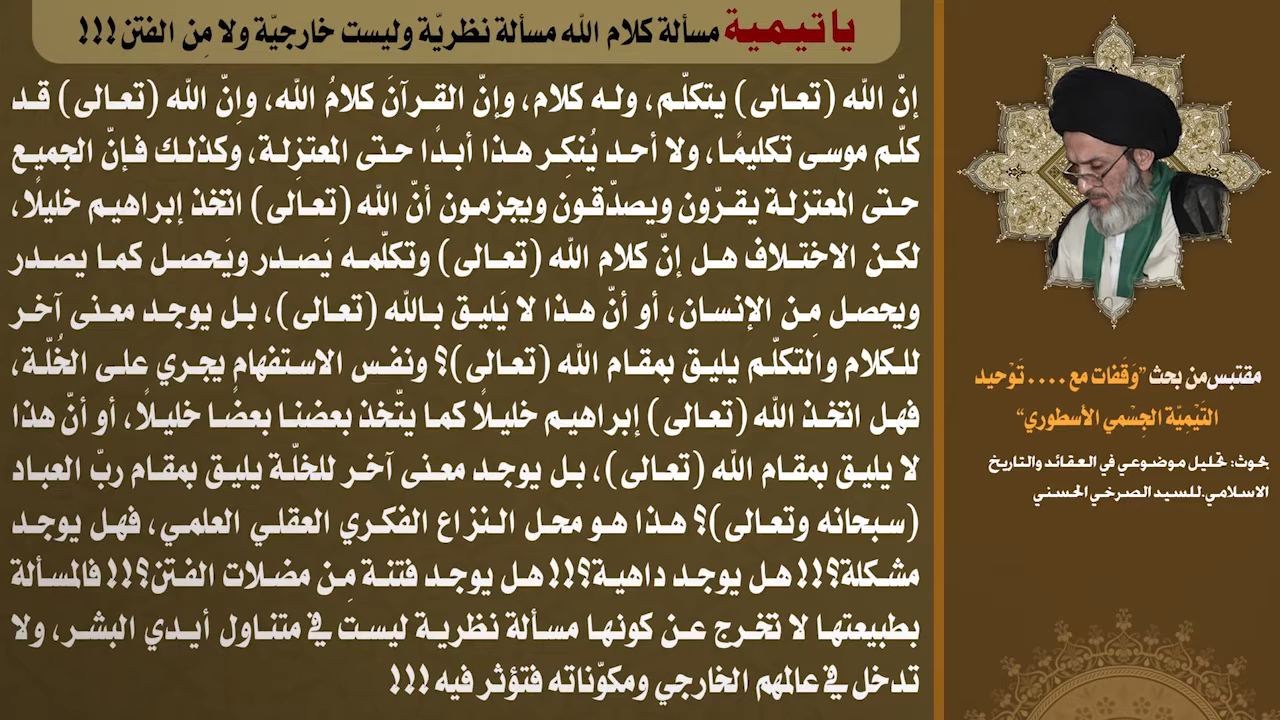 يا تيمية مسألة كلام الله مسألة نظريّة وليست خارجيّة ولا مِن الفتن!!!
إنّ الله (تعالى) يتكلّم، وله كلام، وإنّ القرآنَ كلامُ الله، وإنّ الله (تعالى) قد
كلّم موسى تكليمًا، ولا أحد يُنكِر هذا أبدًا حتى المعتزلة، وكذلك فإنّ الجميع
حتى المعتزلة يقرّون ويصدّقون ويجزمون أنّ الله (تعالى) اتخذ إبراهيم خليلًا،
لكن الاختلاف هل إنّ كلام الله (تعالى) وتكلّمه يَصدر ويَحصل كما يصدر
ويحصل مِن الإنسان، أو أنّ هذا لا يَليق بالله (تعالى)، بل يوجد معنى آخر
للكلام والتكلّم يليق بمقام الله (تعالى)؟ ونفس الاستفهام يجري على الخُلّة،
فهل اتخذ الله (تعالى) إبراهيم خليلًا كما يتّخذ بعضنا بعضًا خليلًا، أو أنّ هذا
لا يليق بمقام الله (تعالى)، بل يوجد معنى آخر للخلّة يليق بمقام ربّ العباد
(سبحانه وتعالى)؟ هذا هو محل النزاع الفكري العقلي العلمي، فهل يوجد
مشكلة؟!! هل يوجد داهية؟!! هل يوجد فتنة مِن مضلات الفتن؟!! فالمسألة
بطبيعتها لا تخرج عن كونها مسألة نظرية ليست في متناول أيدي البشر، ولا
تدخل في عالمهم الخارجي ومكوّناته فتؤثر فيه!!!
مقتبس من بحث "وَقَفات مع .... تَوْحيد
التَيْمِيّة الجِسْمي الأسطوري"
بحوث: تحليل موضوعي في العقائد والتاريخ
الاسلامي.للسيد الصرخي الحسني